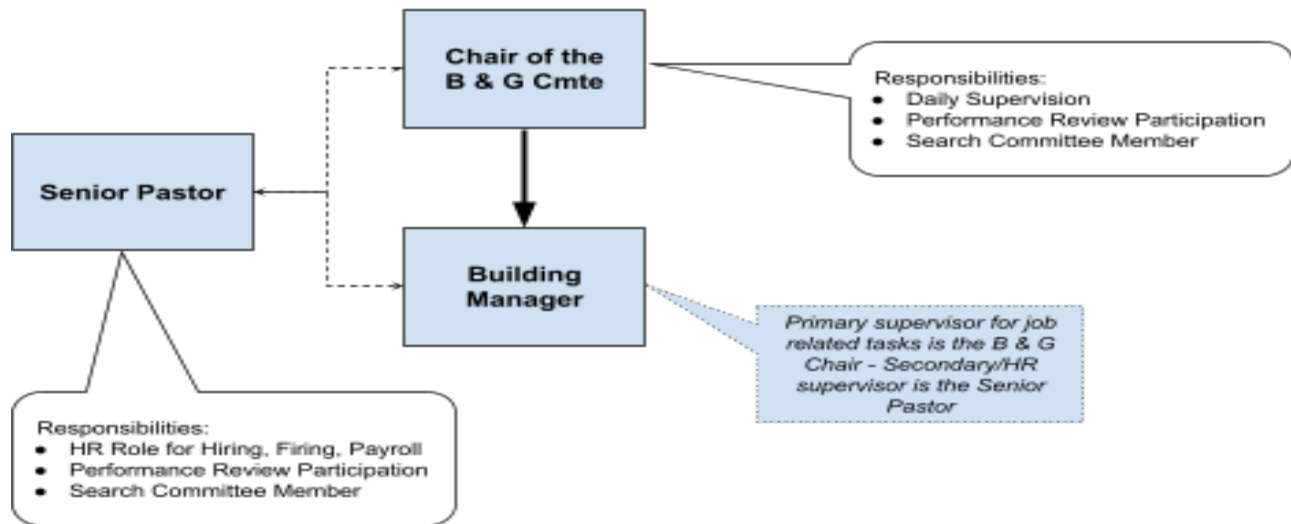 Chair of the
B & G Cmte
Responsibilities:
● Daily Supervision
● Performance Review Participation
● Search Committee Member
Senior Pastor
Building
Manager
Primary supervisor for job
related tasks is the B & G
Chair - Secondary/HR
supervisor is the Senior
Pastor
Responsibilities:
● HR Role for Hiring, Firing, Payroll
● Performance Review Participation
● Search Committee Member